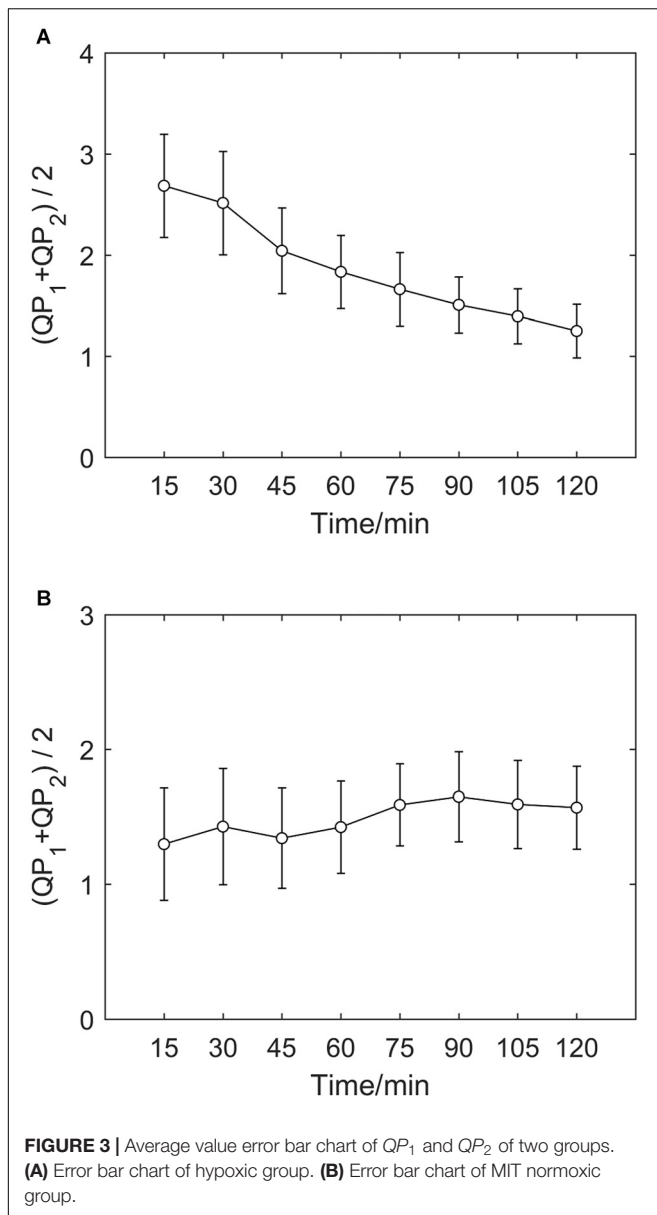 A
4
3
2
1
0
(QP₁+QP₂) / 2
15 30 45 60 75 90 105 120
Time/min
B
3
2
1
0
(QP₁+QP₂) / 2
15 30 45 60 75 90 105 120
Time/min
FIGURE 3 | Average value error bar chart of QP₁ and QP₂ of two groups.
(A) Error bar chart of hypoxic group. (B) Error bar chart of MIT normoxic
group.